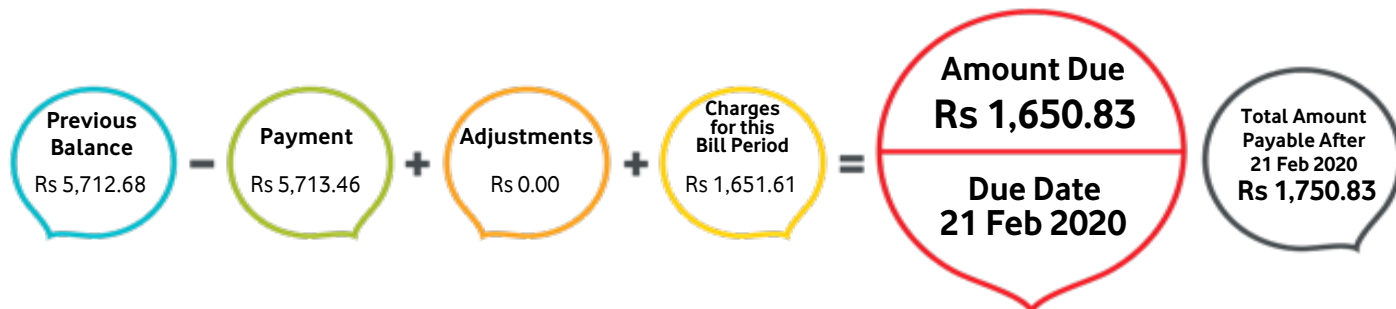 Previous
Balance
Rs 5,712.68
-
Payment
Rs 5,713.46
+
Adjustments
Rs 0.00
+
Charges
for this
Bill Period
Rs 1,651.61
=
Amount Due
Rs 1,650.83
Due Date
21 Feb 2020
Total Amount
Payable After
21 Feb 2020
Rs 1,750.83